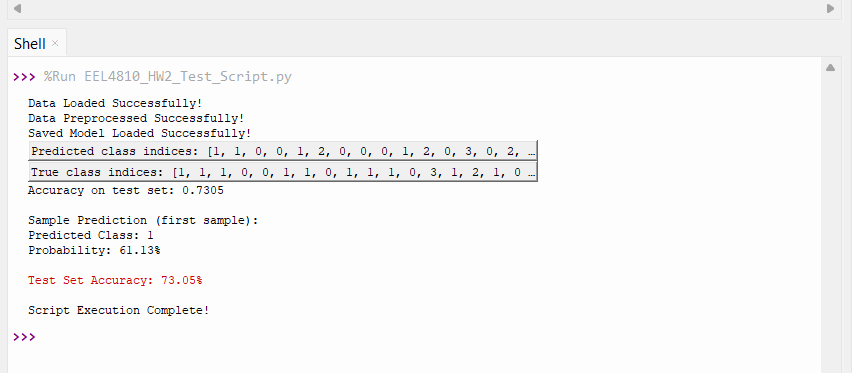 Shell ×
>>> %Run EEL4810_HW2_Test_Script.py
Data Loaded Successfully!
Data Preprocessed Successfully!
Saved Model Loaded Successfully!
Predicted class indices: [1, 1, 0, 0, 1, 2, 0, 0, 0, 1, 2, 0, 3, 0, 2, …
True class indices: [1, 1, 1, 0, 0, 1, 1, 0, 1, 1, 1, 0, 3, 1, 2, 1, 0 …
Accuracy on test set: 0.7305
Sample Prediction (first sample):
Predicted Class: 1
Probability: 61.13%
Test Set Accuracy: 73.05%
Script Execution Complete!
>>>